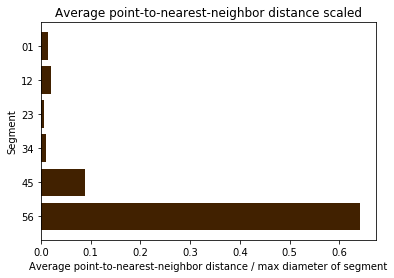 Average point-to-nearest-neighbor distance scaled
01
12
23
34
45
56
Segment
0.0 0.1 0.2 0.3 0.4 0.5 0.6
Average point-to-nearest-neighbor distance / max diameter of segment